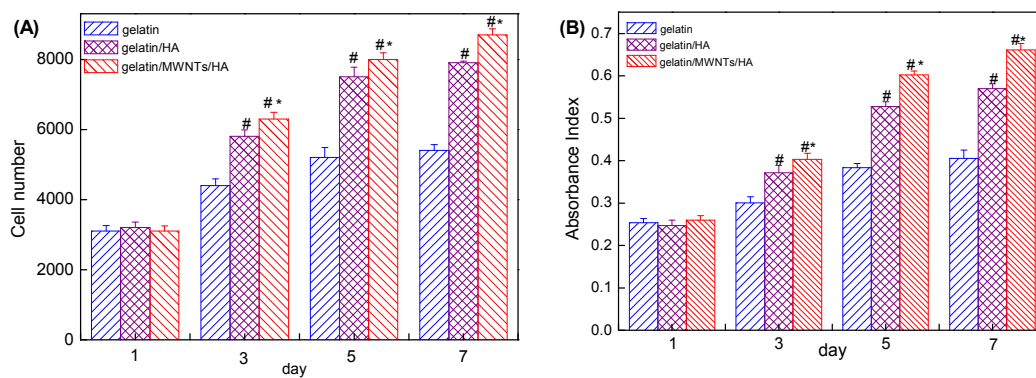 (A)
gelatin
gelatin/HA
gelatin/MWNTs/HA
Cell number
8000
6000
4000
2000
0
# # * # # * # #*
1 3 5 7
day
(B)
gelatin
gelatin/HA
gelatin/MWNTs/HA
Absorbance Index
0.7
0.6
0.5
0.4
0.3
0.2
0.1
0.0
# #* # #* # #*
1 3 5 7
day